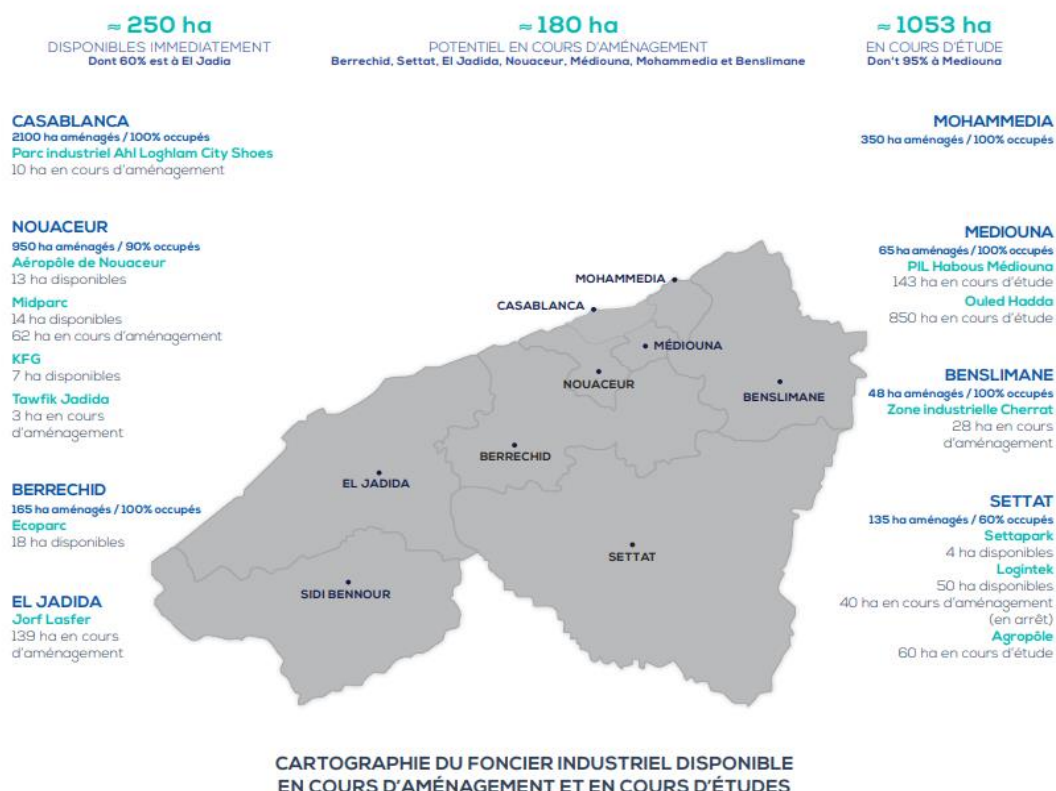 ≈ 250 ha
DISPONIBLES IMMEDIATEMENT
Dont 60% est à El Jadia
≈ 180 ha
POTENTIEL EN COURS D'AMÉNAGEMENT
Berrechid, Settat, El Jadida, Nouaceur, Médiouna, Mohammedia et Benslimane
≈ 1053 ha
EN COURS D'ÉTUDE
Don't 95% à Mediouna
CASABLANCA
2100 ha aménagés / 100% occupés
Parc industriel Ahl Loghlam City Shoes
10 ha en cours d'aménagement
NOUACEUR
950 ha aménagés / 90% occupés
Aéropôle de Nouaceur
13 ha disponibles
Midparc
14 ha disponibles
62 ha en cours d'aménagement
KFG
7 ha disponibles
Tawfik Jadida
3 ha en cours
d'aménagement
BERRECHID
165 ha aménagés / 100% occupés
Ecoparc
18 ha disponibles
EL JADIDA
Jorf Lasfer
139 ha en cours
d'aménagement
MOHAMMEDIA
CASABLANCA
MÉDIOUNA
NOUACEUR
BENSLIMANE
BERRECHID
EL JADIDA
SETTAT
SIDI BENNOUR
MOHAMMEDIA
350 ha aménagés / 100% occupés
MEDIOUNA
65 ha aménagés / 100% occupés
PIL Habous Médiouna
143 ha en cours d'étude
Ouled Hadda
850 ha en cours d'étude
BENSLIMANE
48 ha aménagés / 100% occupés
Zone industrielle Cherrat
28 ha en cours
d'aménagement
SETTAT
135 ha aménagés / 60% occupés
Settapark
4 ha disponibles
Logintek
50 ha disponibles
40 ha en cours d'aménagement
(en arrêt)
Agropôle
60 ha en cours d'étude
CARTOGRAPHIE DU FONCIER INDUSTRIEL DISPONIBLE
EN COURS D'AMÉNAGEMENT ET EN COURS D'ÉTUDES